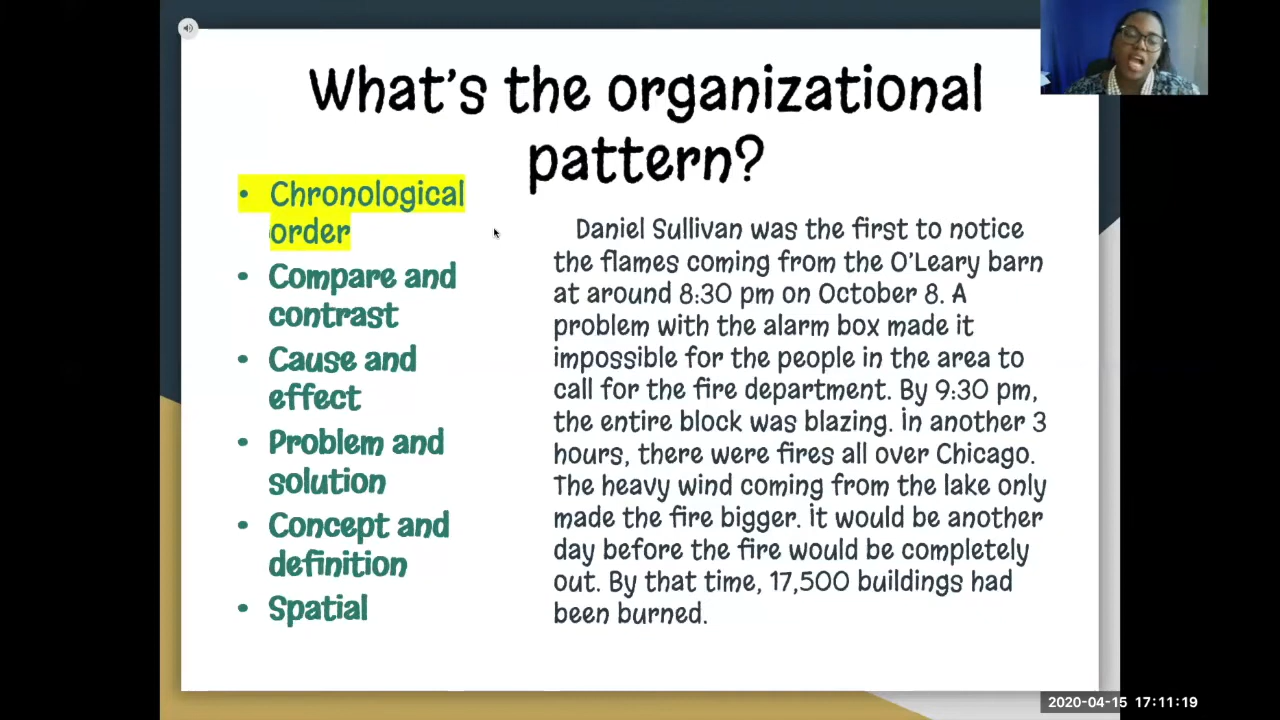 What's the organizational
pattern?
• Chronological
order
• Compare and
contrast
• Cause and
effect
• Problem and
solution
• Concept and
definition
• Spatial
Daniel Sullivan was the first to notice
the flames coming from the O'Leary barn
at around 8:30 pm on October 8. A
problem with the alarm box made it
impossible for the people in the area to
call for the fire department. By 9:30 pm,
the entire block was blazing. İn another 3
hours, there were fires all over Chicago.
The heavy wind coming from the lake only
made the fire bigger. İt would be another
day before the fire would be completely
out. By that time, 17,500 buildings had
been burned.
2020-04-15 17:11:19